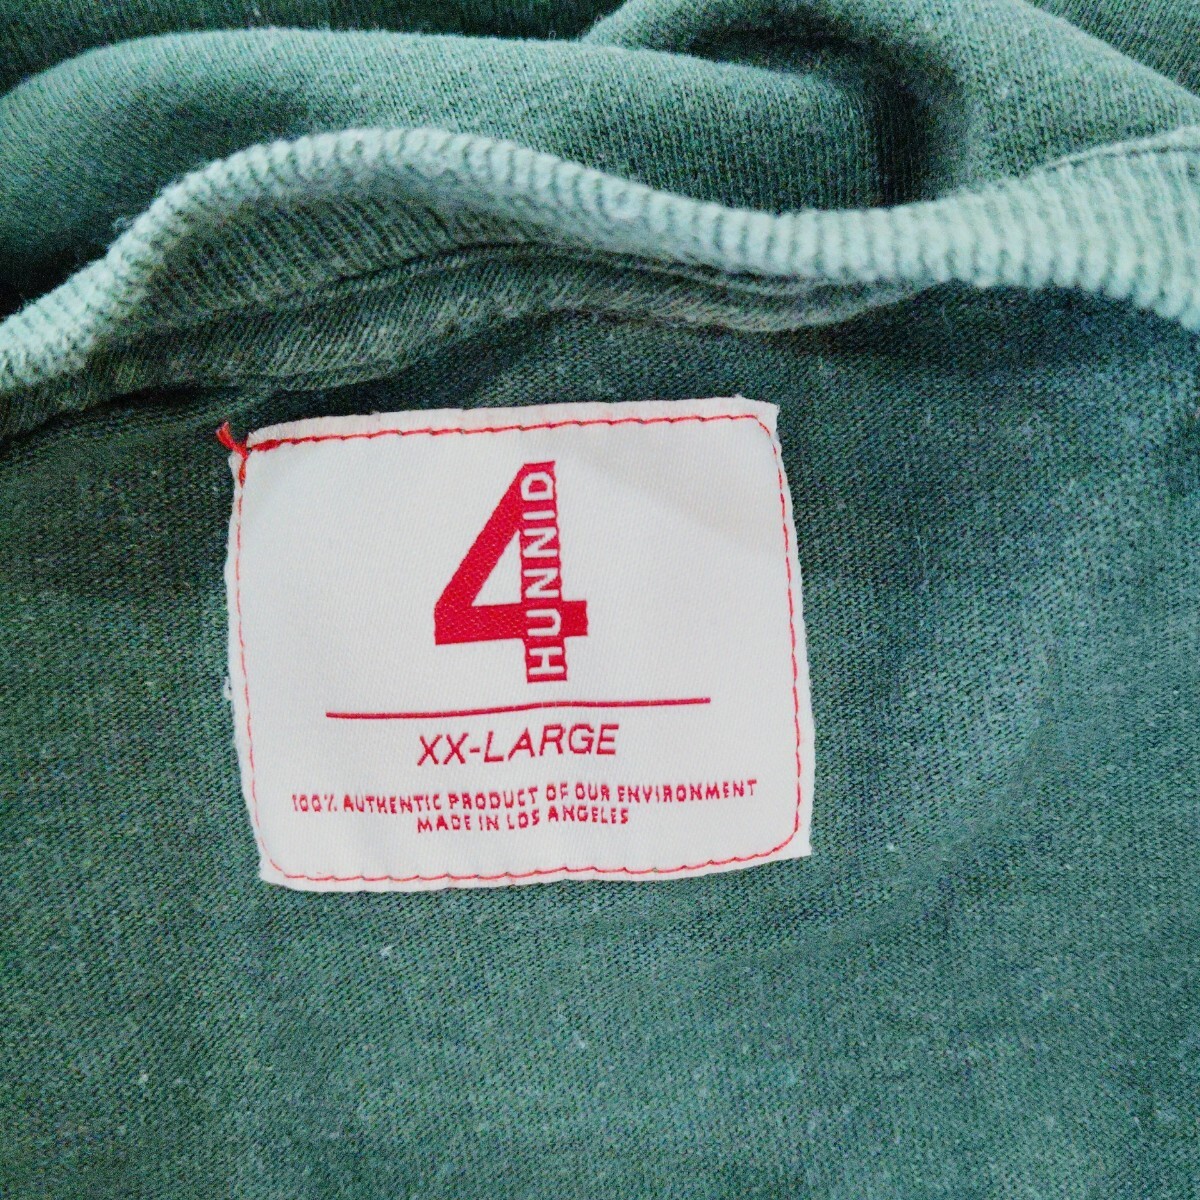 4
HUNNID
XX-LARGE
100% AUTHENTIC PRODUCT OF OUR ENVIRONMENT
MADE IN LOS ANGELES